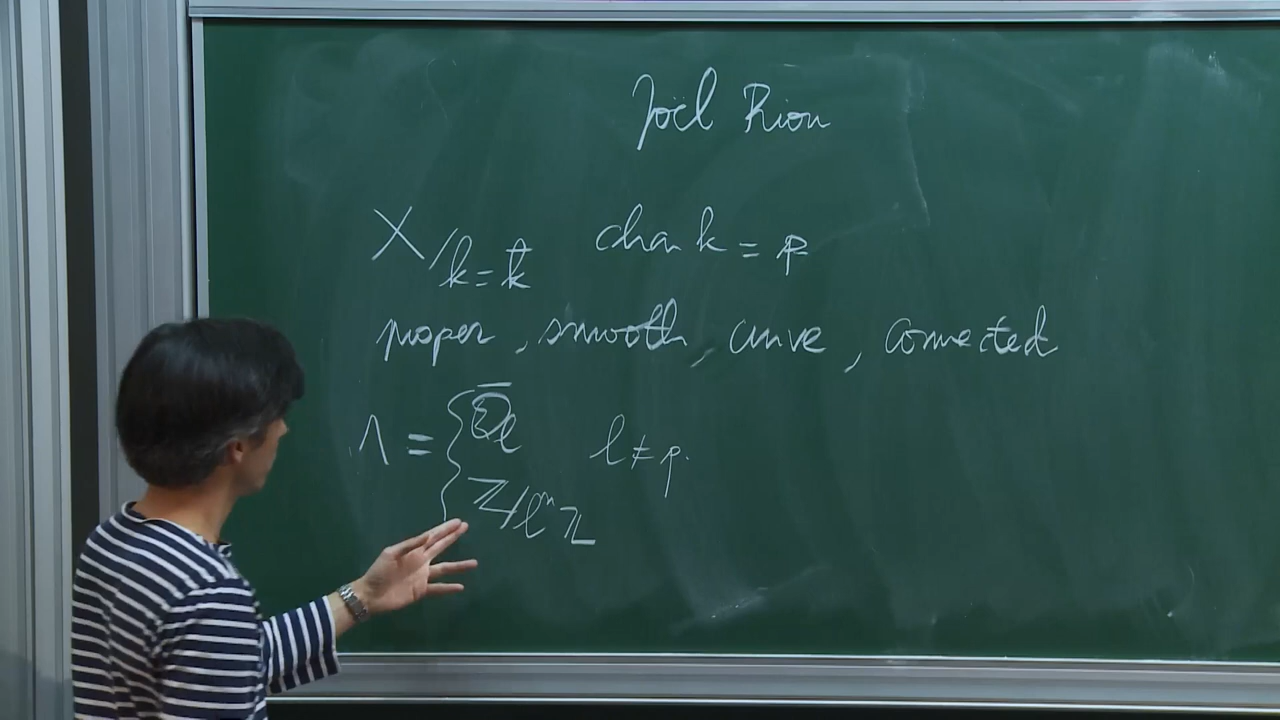 Joël Riou
X/k=k̄ char k = p
proper, smooth, curve, connected
Λ = { Q̄ℓ ℓ ≠ p.
Z/ℓⁿZ